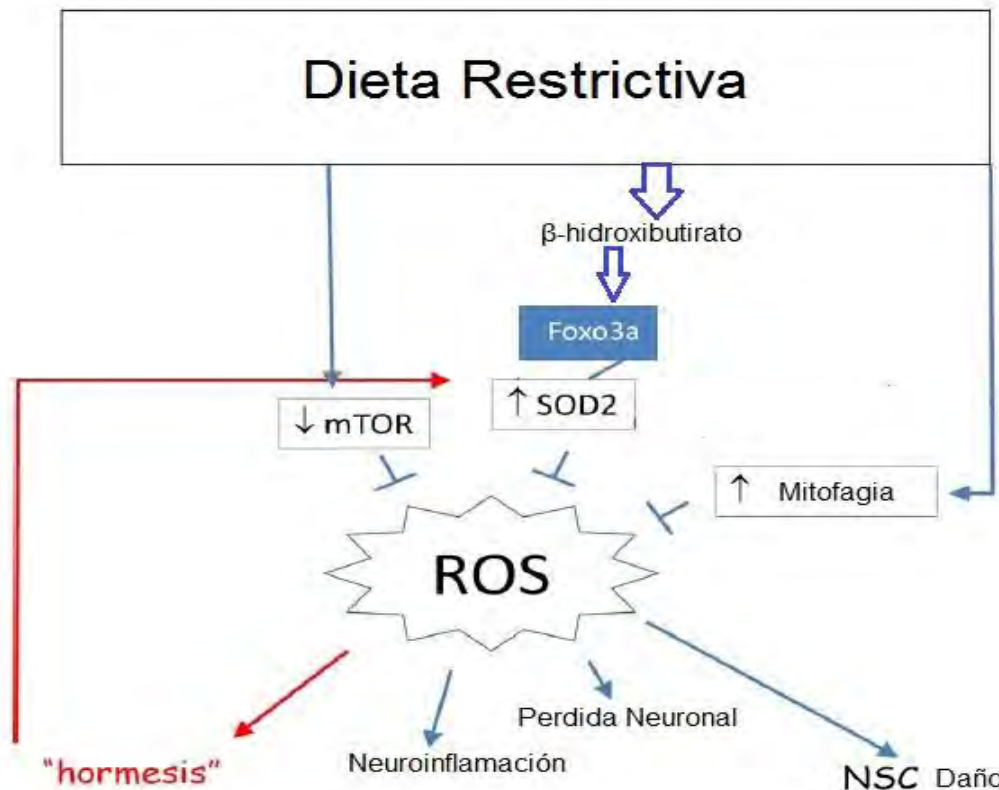 Dieta Restrictiva
β-hidroxibutirato
Foxo3a
↓ mTOR
↑ SOD2
↑ Mitofagia
ROS
"hormesis"
Neuroinflamación
Perdida Neuronal
NSC Daño